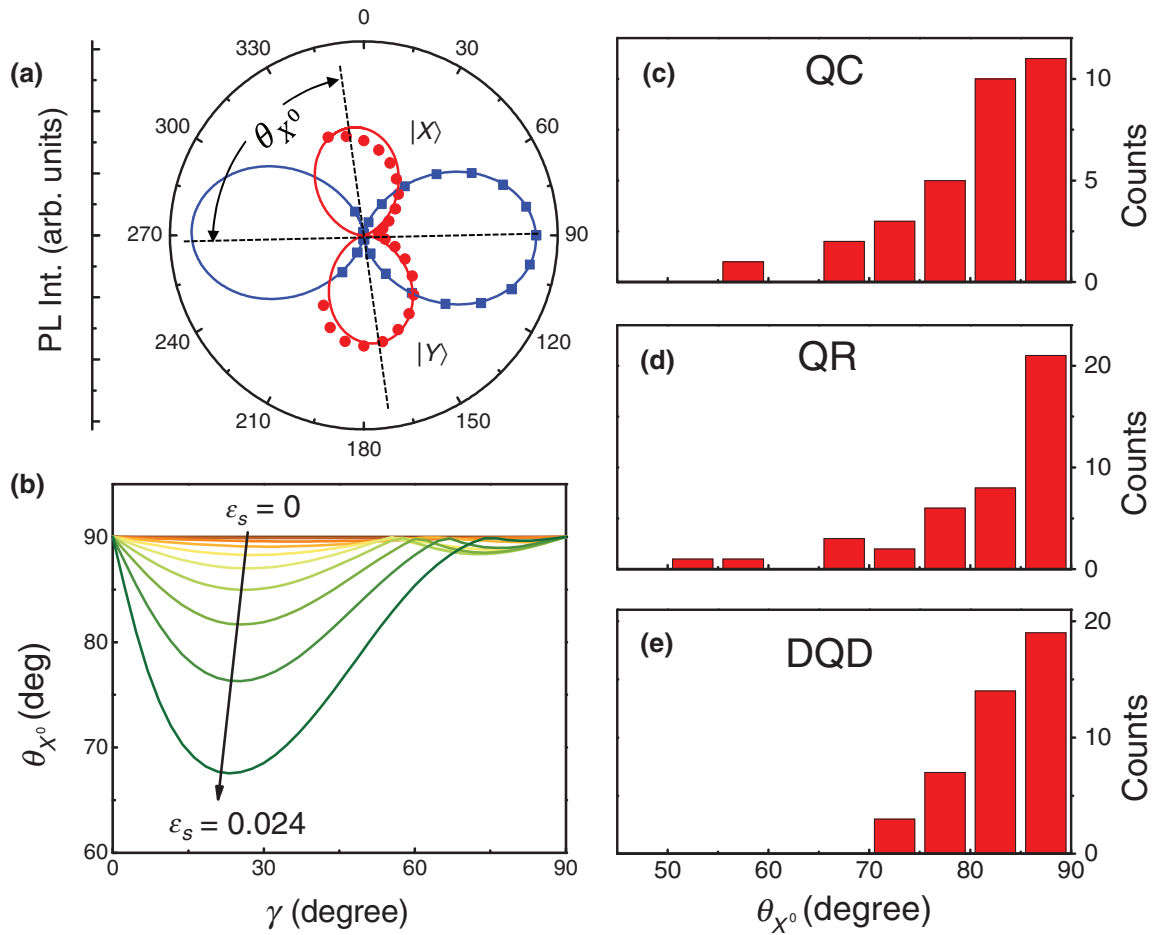 (a)
PL Int. (arb. units)
0
30
60
90
120
150
180
210
240
270
300
330
θX⁰
|X⟩
|Y⟩
(b)
εs = 0
εs = 0.024
90
80
70
60
θX⁰ (deg)
0 30 60 90
γ (degree)
(c)
QC
10
5
0
Counts
(d)
QR
20
10
0
Counts
(e)
DQD
20
10
0
Counts
50 60 70 80 90
θX⁰ (degree)